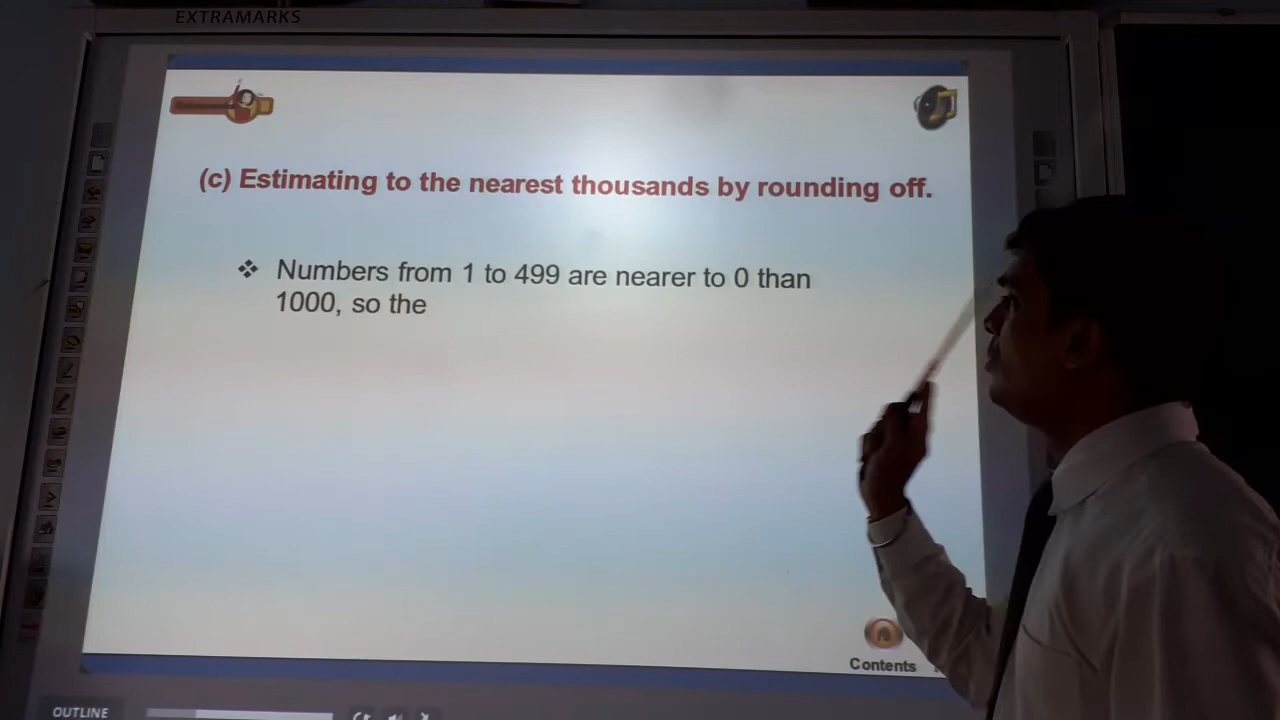 EXTRAMARKS
(c) Estimating to the nearest thousands by rounding off.
❖ Numbers from 1 to 499 are nearer to 0 than
1000, so the
Contents
OUTLINE